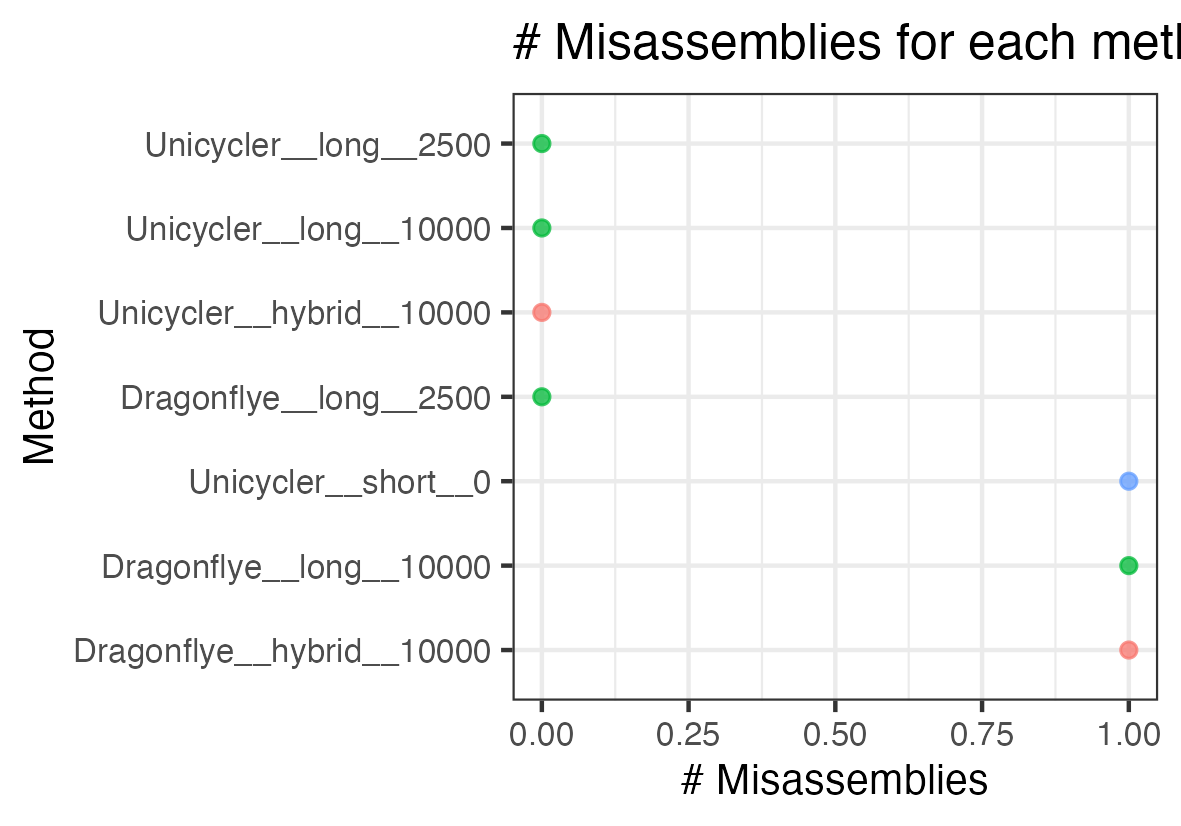 # Misassemblies for each met
Unicycler__long__2500
Unicycler__long__10000
Unicycler__hybrid__10000
Dragonflye__long__2500
Unicycler__short__0
Dragonflye__long__10000
Dragonflye__hybrid__10000
Method
0.00 0.25 0.50 0.75 1.00
# Misassemblies